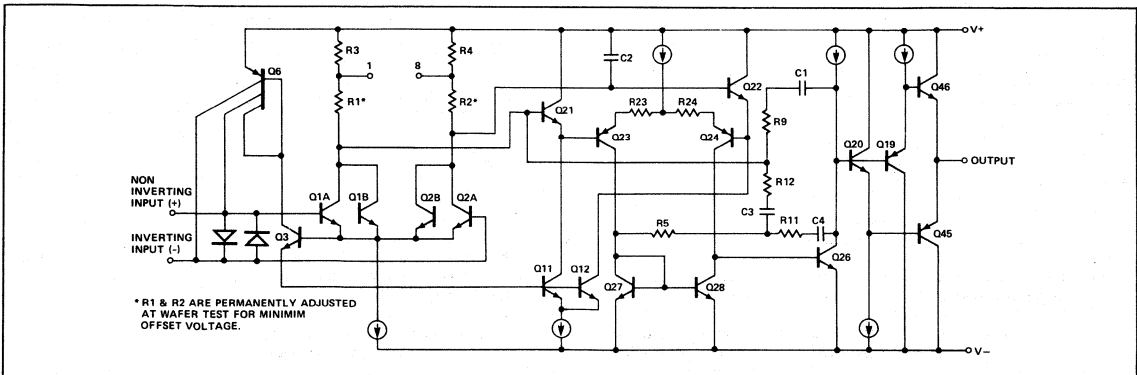 V+
R3
R4
Q6
1
8
C2
C1
Q22
Q46
R1*
R2*
Q21
R23
R24
R9
Q23
Q24
Q20
Q19
OUTPUT
R12
NON
INVERTING
INPUT (+)
Q1A
Q1B
Q2B
Q2A
C3
R5
R11
C4
Q3
Q45
INVERTING
INPUT (-)
Q26
Q11
Q12
Q27
Q28
* R1 & R2 ARE PERMANENTLY ADJUSTED
AT WAFER TEST FOR MINIMIM
OFFSET VOLTAGE.
V-